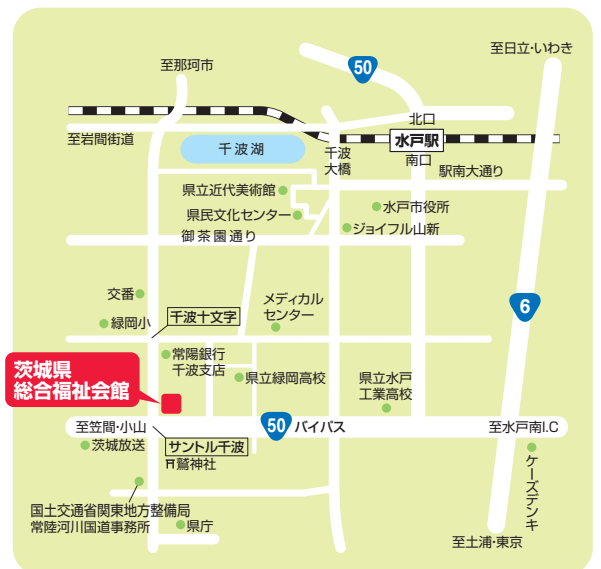 至日立・いわき
50
至那珂市
北口
至岩間街道
水戸駅
千波湖
千波
大橋
南口
駅南大通り
県立近代美術館
県民文化センター
水戸市役所
御茶園通り
ジョイフル山新
交番
メディカル
センター
6
千波十文字
緑岡小
常陽銀行
千波支店
茨城県
総合福祉会館
県立緑岡高校
県立水戸
工業高校
至笠間・小山
50 バイパス
至水戸南I.C
茨城放送
サントル千波
鷲神社
ケーズデンキ
国土交通省関東地方整備局
常陸河川国道事務所
県庁
至土浦・東京